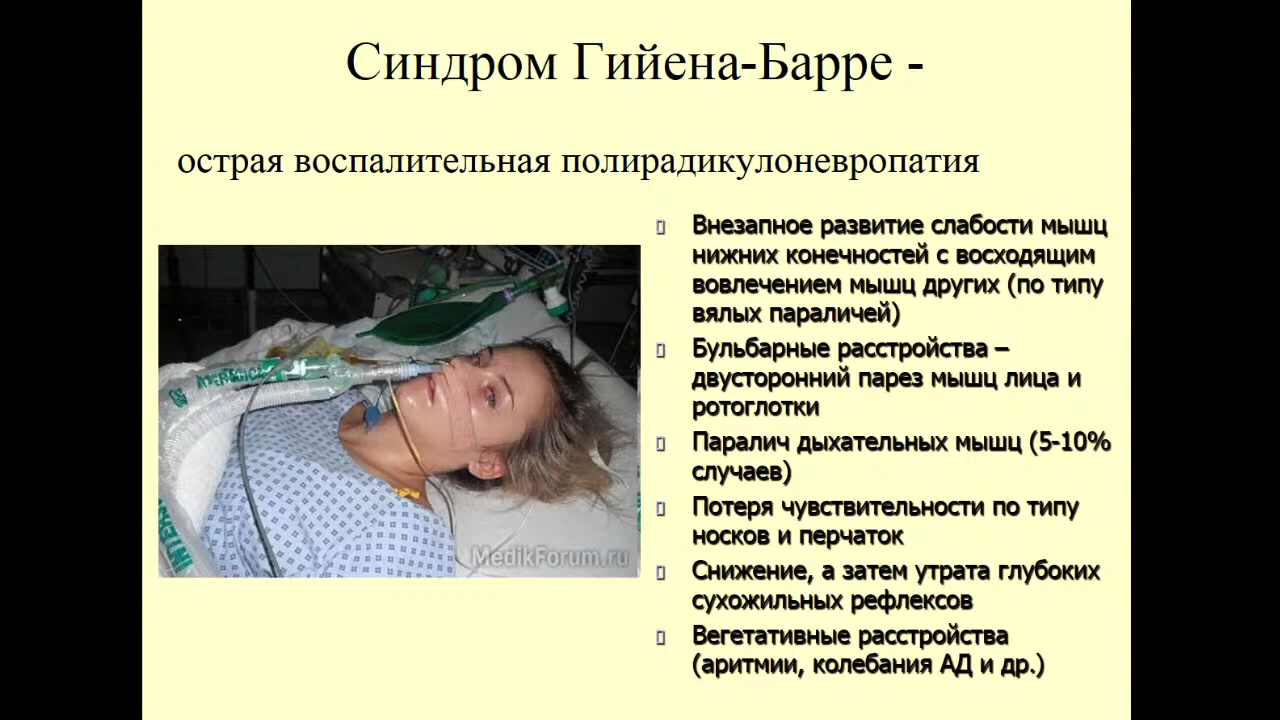 Синдром Гийена-Барре -
острая воспалительная полирадикулоневропатия
Внезапное развитие слабости мышц
нижних конечностей с восходящим
вовлечением мышц других (по типу
вялых параличей)
Бульбарные расстройства –
двусторонний парез мышц лица и
ротоглотки
Паралич дыхательных мышц (5-10%
случаев)
Потеря чувствительности по типу
носков и перчаток
Снижение, а затем утрата глубоких
сухожильных рефлексов
Вегетативные расстройства
(аритмии, колебания АД и др.)
MedikForum.ru